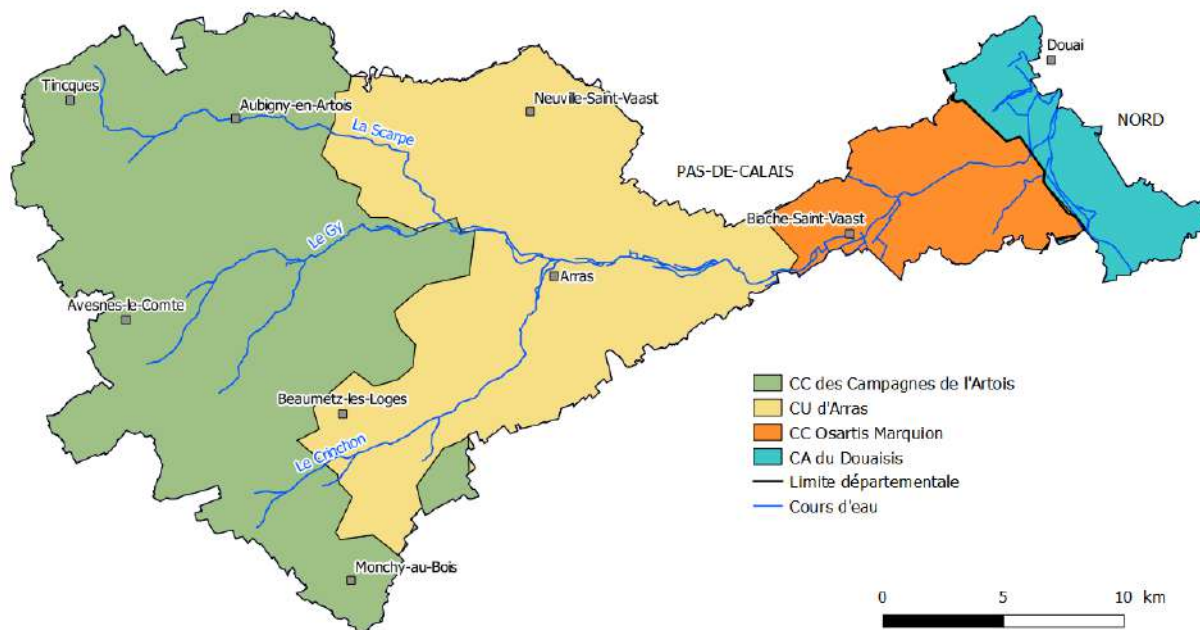 Douai
Tincques
Neuville-Saint-Vaast
Aubigny-en-Artois
NORD
La Scarpe
PAS-DE-CALAIS
Biache-Saint-Vaast
Le Gy
Arras
Avesnes-le-Comte
Beaumetz-les-Loges
Le Crinchon
Monchy-au-Bois
CC des Campagnes de l'Artois
CU d'Arras
CC Osartis Marquion
CA du Douaisis
Limite départementale
Cours d'eau
0 5 10 km